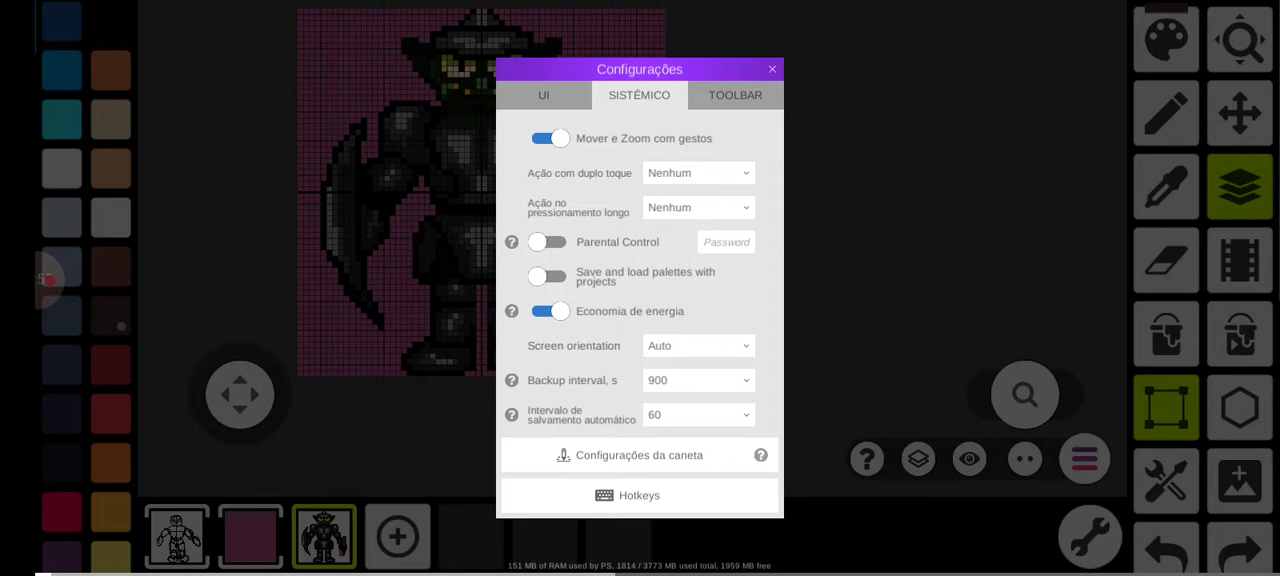 Configurações
UI
SISTÊMICO
TOOLBAR
Mover e Zoom com gestos
Ação com duplo toque
Nenhum
Ação no
pressionamento longo
Nenhum
Parental Control
Password
Save and load palettes with
projects
Economia de energia
Screen orientation
Auto
Backup interval, s
900
Intervalo de
salvamento automático
60
Configurações da caneta
Hotkeys
151 MB of RAM used by PS, 1814 / 3773 MB used total, 1959 MB free